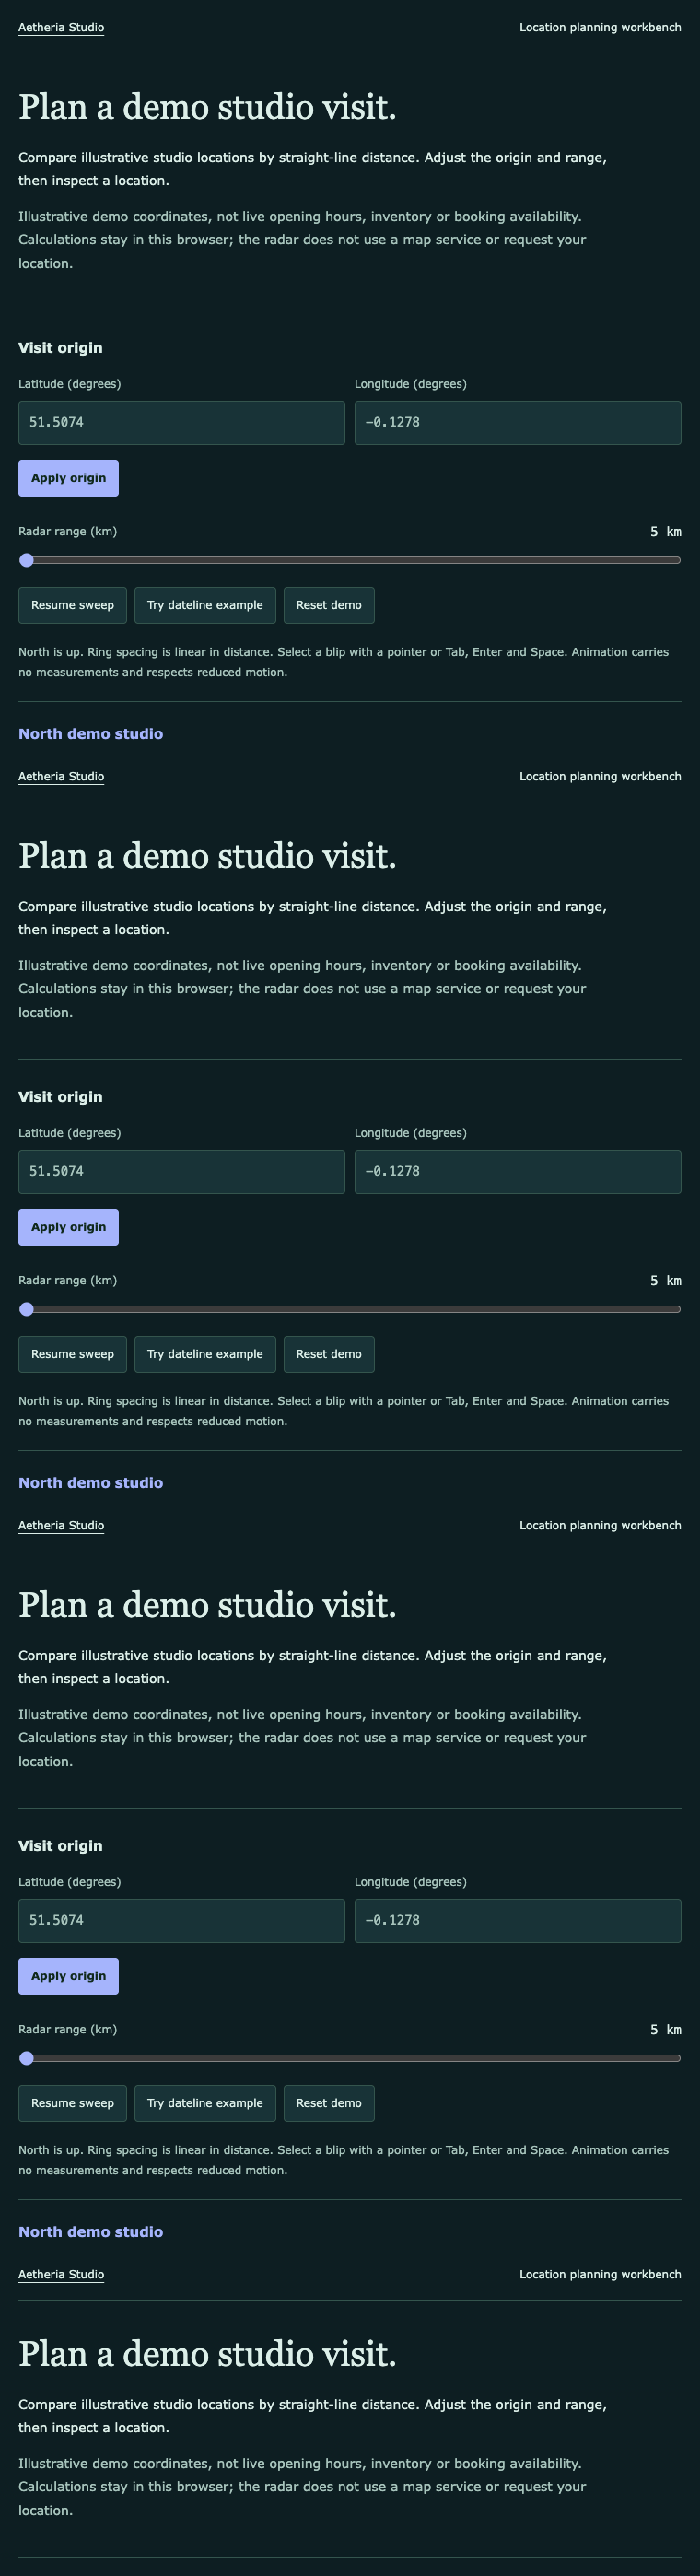 Aetheria Studio
Location planning workbench
Plan a demo studio visit.
Compare illustrative studio locations by straight-line distance. Adjust the origin and range,
then inspect a location.
Illustrative demo coordinates, not live opening hours, inventory or booking availability.
Calculations stay in this browser; the radar does not use a map service or request your
location.
Visit origin
Latitude (degrees)
Longitude (degrees)
51.5074
-0.1278
Apply origin
Radar range (km)
5 km
Resume sweep
Try dateline example
Reset demo
North is up. Ring spacing is linear in distance. Select a blip with a pointer or Tab, Enter and Space. Animation carries
no measurements and respects reduced motion.
North demo studio
Aetheria Studio
Location planning workbench
Plan a demo studio visit.
Compare illustrative studio locations by straight-line distance. Adjust the origin and range,
then inspect a location.
Illustrative demo coordinates, not live opening hours, inventory or booking availability.
Calculations stay in this browser; the radar does not use a map service or request your
location.
Visit origin
Latitude (degrees)
Longitude (degrees)
51.5074
-0.1278
Apply origin
Radar range (km)
5 km
Resume sweep
Try dateline example
Reset demo
North is up. Ring spacing is linear in distance. Select a blip with a pointer or Tab, Enter and Space. Animation carries
no measurements and respects reduced motion.
North demo studio
Aetheria Studio
Location planning workbench
Plan a demo studio visit.
Compare illustrative studio locations by straight-line distance. Adjust the origin and range,
then inspect a location.
Illustrative demo coordinates, not live opening hours, inventory or booking availability.
Calculations stay in this browser; the radar does not use a map service or request your
location.
Visit origin
Latitude (degrees)
Longitude (degrees)
51.5074
-0.1278
Apply origin
Radar range (km)
5 km
Resume sweep
Try dateline example
Reset demo
North is up. Ring spacing is linear in distance. Select a blip with a pointer or Tab, Enter and Space. Animation carries
no measurements and respects reduced motion.
North demo studio
Aetheria Studio
Location planning workbench
Plan a demo studio visit.
Compare illustrative studio locations by straight-line distance. Adjust the origin and range,
then inspect a location.
Illustrative demo coordinates, not live opening hours, inventory or booking availability.
Calculations stay in this browser; the radar does not use a map service or request your
location.